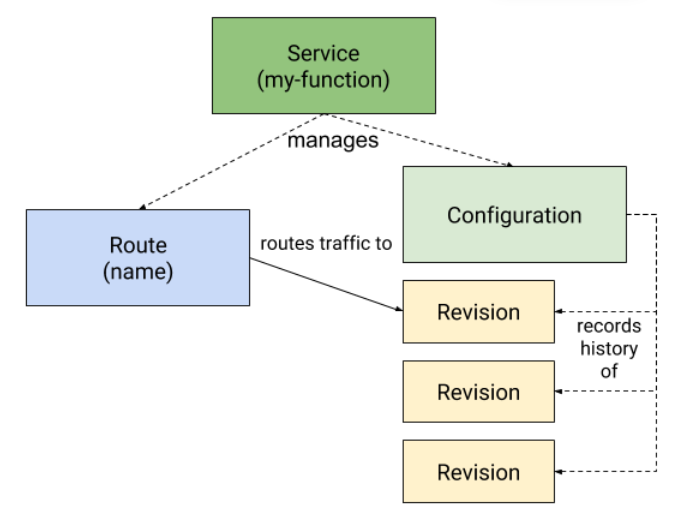 Service
(my-function)
manages
Configuration
Route
(name)
routes traffic to
Revision
records
history
of
Revision
Revision